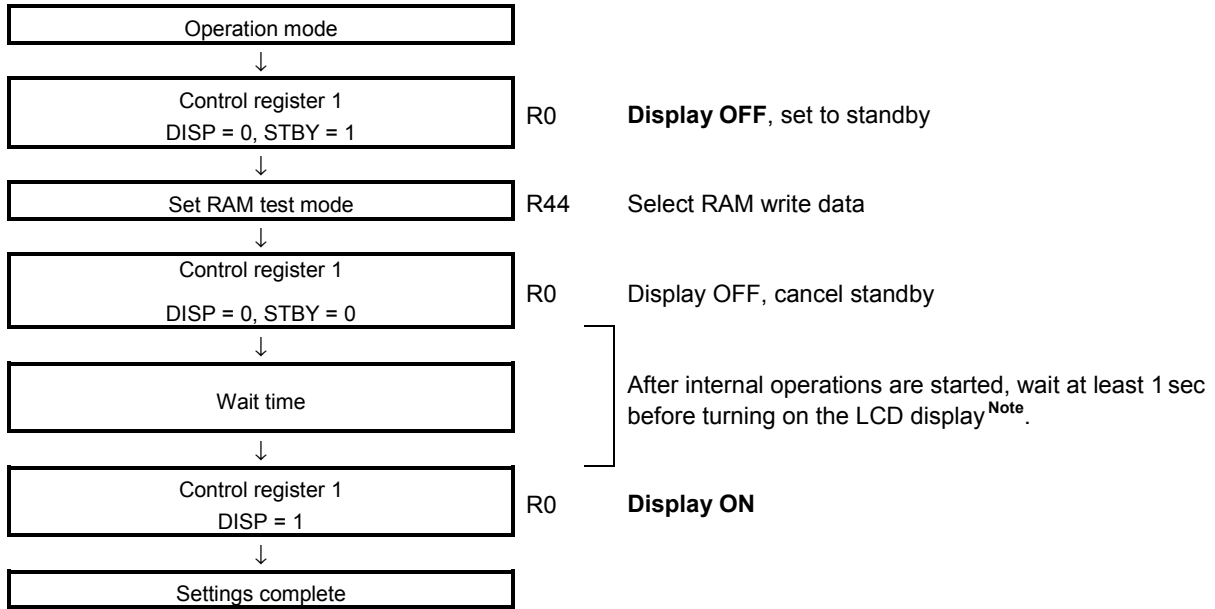 Operation mode
↓
Control register 1
DISP = 0, STBY = 1
R0 Display OFF, set to standby
↓
Set RAM test mode R44 Select RAM write data
↓
Control register 1
DISP = 0, STBY = 0
R0 Display OFF, cancel standby
↓
Wait time
After internal operations are started, wait at least 1 sec
before turning on the LCD display Note.
↓
Control register 1
DISP = 1
R0 Display ON
↓
Settings complete